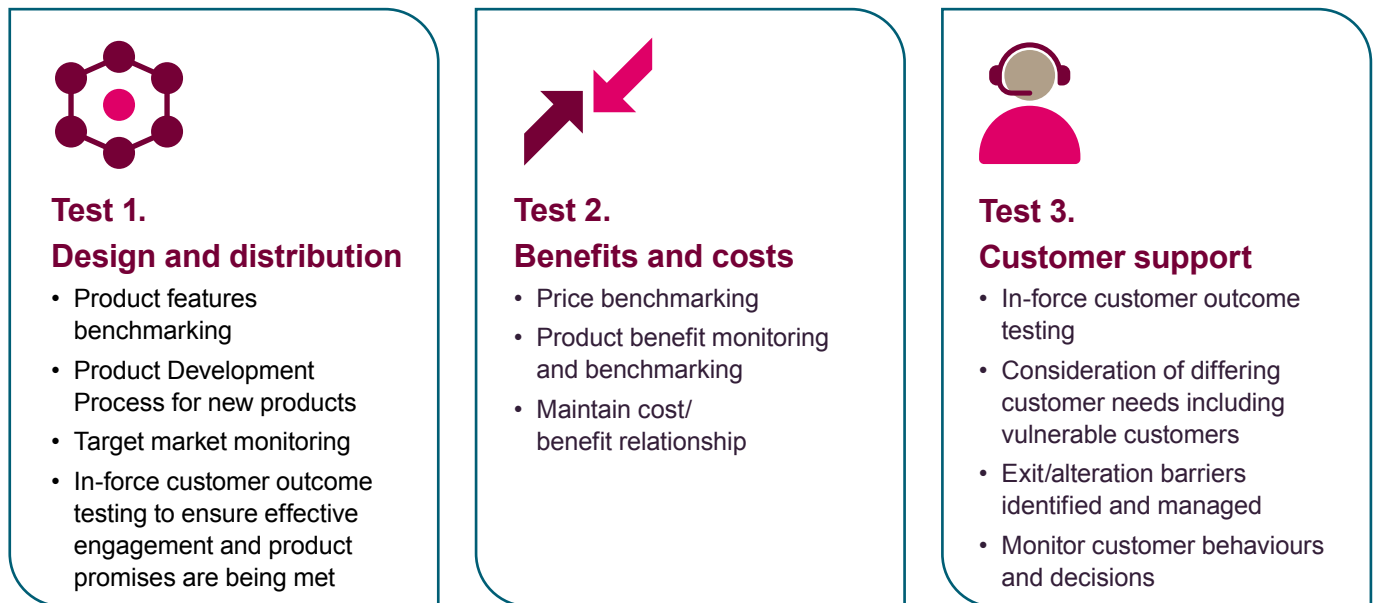 Test 1.
Design and distribution
• Product features
benchmarking
• Product Development
Process for new products
• Target market monitoring
• In-force customer outcome
testing to ensure effective
engagement and product
promises are being met
Test 2.
Benefits and costs
• Price benchmarking
• Product benefit monitoring
and benchmarking
• Maintain cost/
benefit relationship
Test 3.
Customer support
• In-force customer outcome
testing
• Consideration of differing
customer needs including
vulnerable customers
• Exit/alteration barriers
identified and managed
• Monitor customer behaviours
and decisions